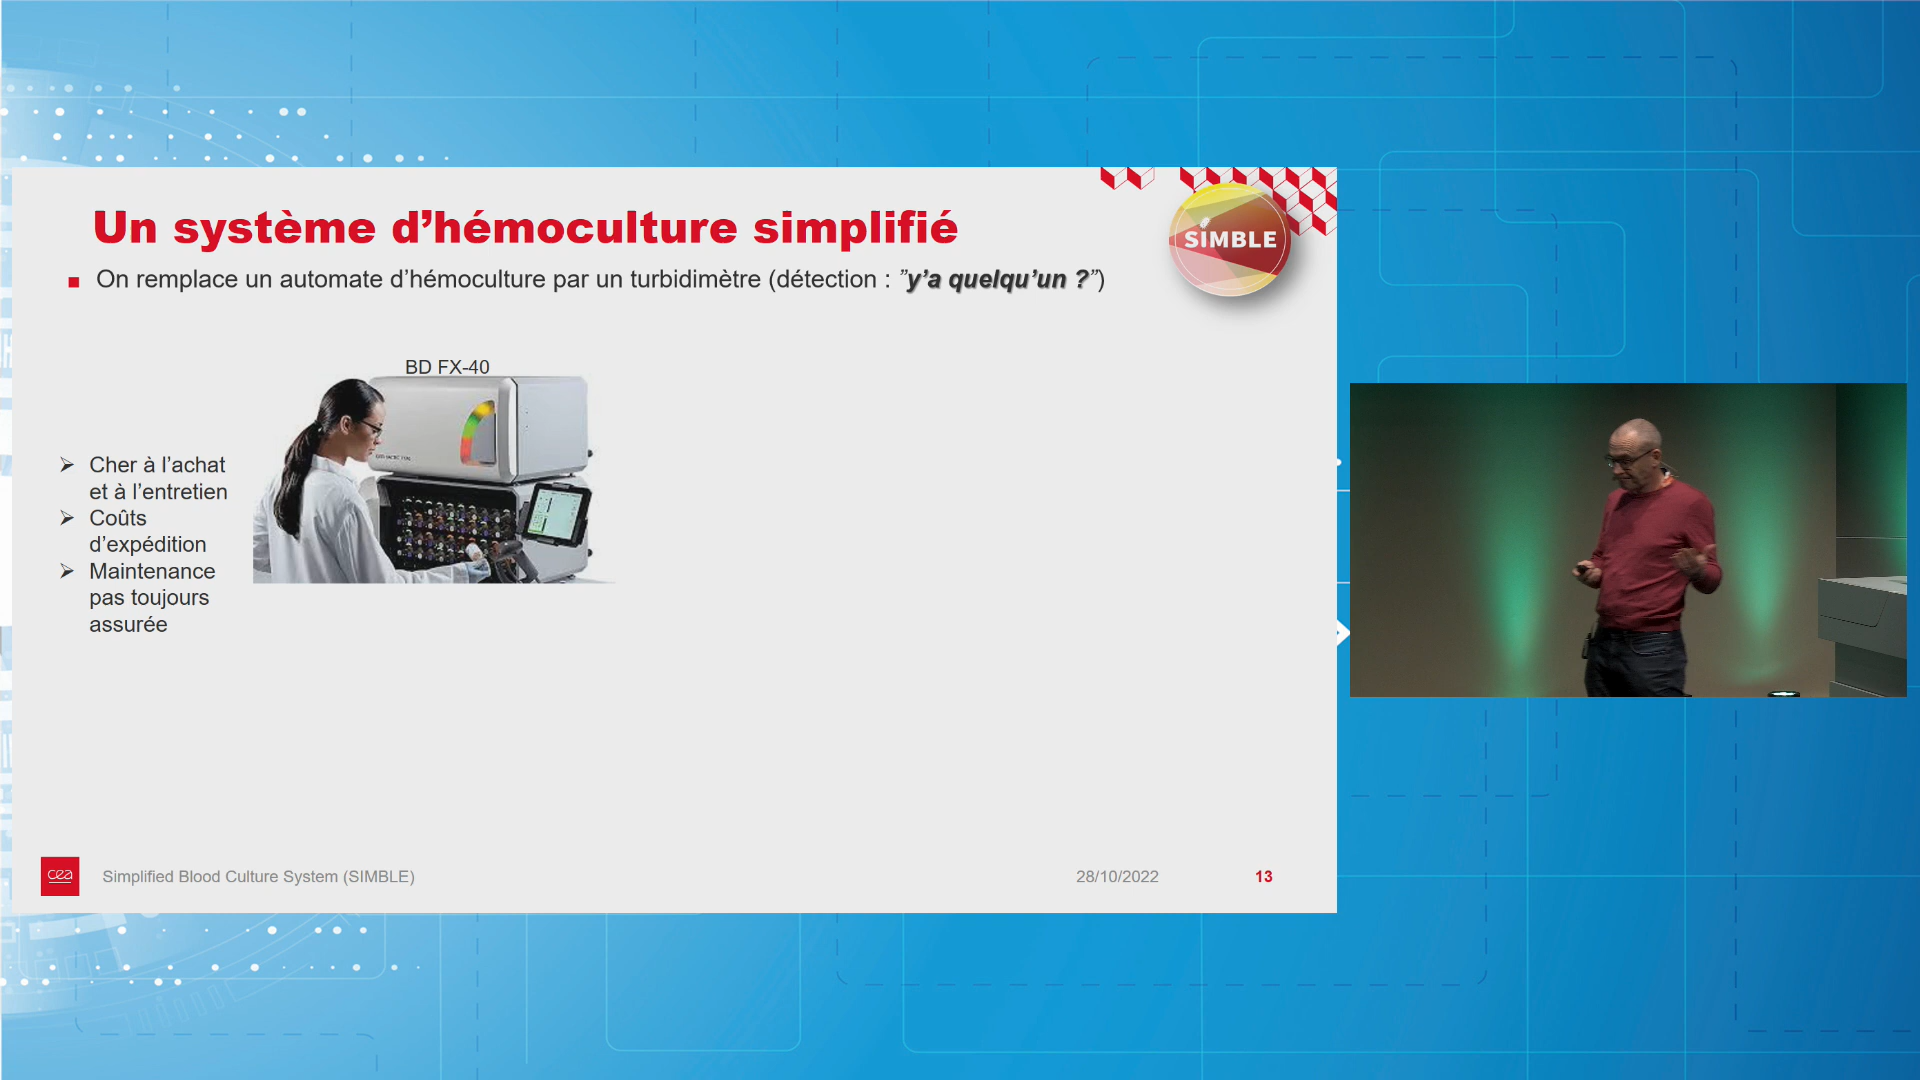 Un système d’hémoculture simplifié
SIMBLE
On remplace un automate d’hémoculture par un turbidimètre (détection : ”y’a quelqu’un ?”)
BD FX-40
Cher à l’achat
et à l’entretien
Coûts
d’expédition
Maintenance
pas toujours
assurée
cea
Simplified Blood Culture System (SIMBLE)
28/10/2022
13